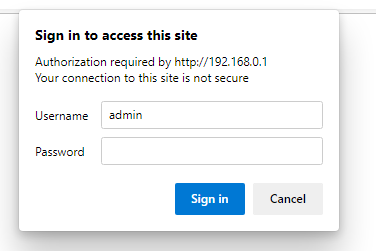 Sign in to access this site
Authorization required by http://192.168.0.1
Your connection to this site is not secure
Username admin
Password
Sign in Cancel